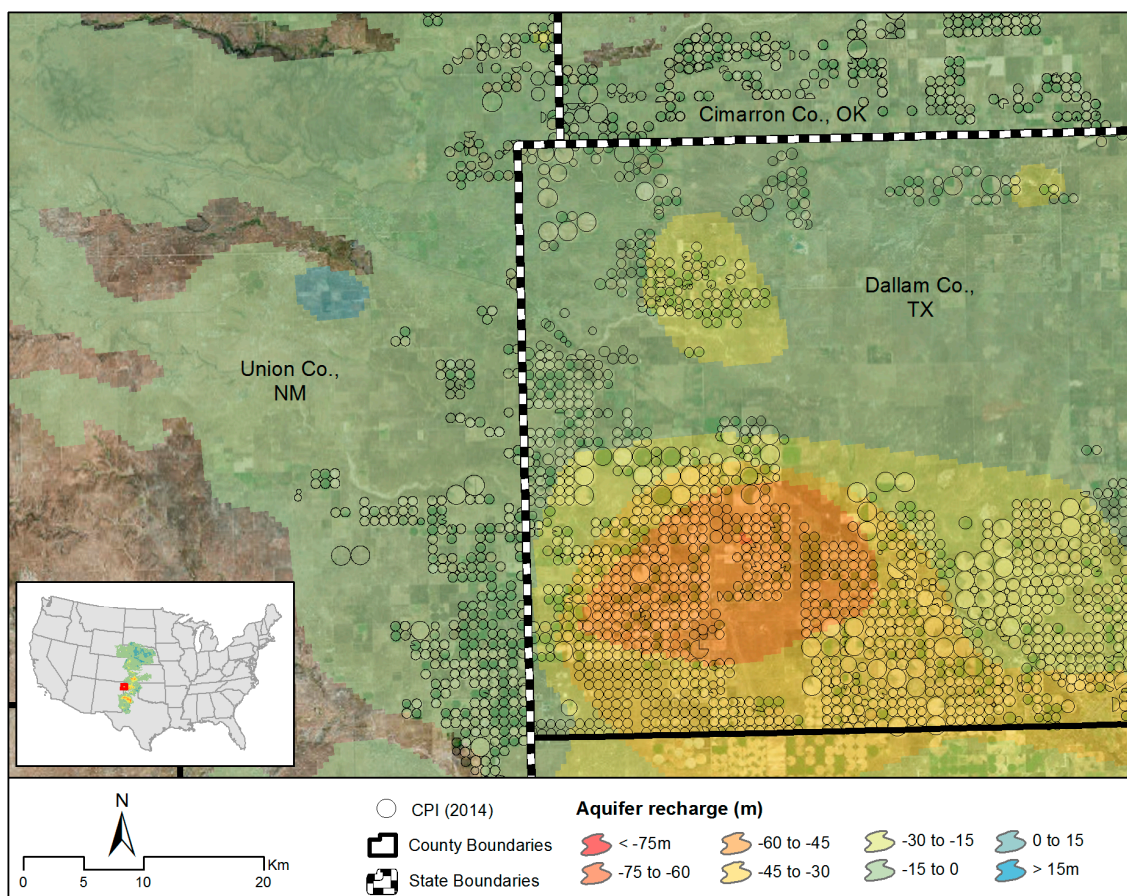 Cimarron Co., OK
Dallam Co.,
TX
Union Co.,
NM
N
0 5 10 20
Km
CPI (2014)
County Boundaries
State Boundaries
Aquifer recharge (m)
< -75m
-75 to -60
-60 to -45
-45 to -30
-30 to -15
-15 to 0
0 to 15
> 15m